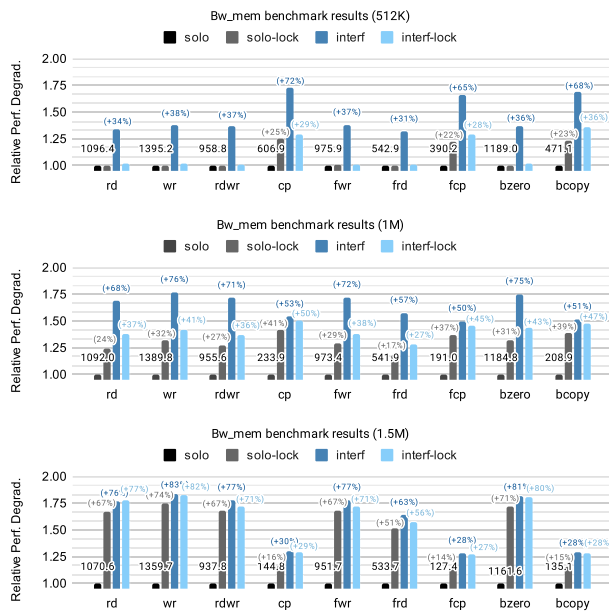 Bw_mem benchmark results (512K)
solo solo-lock interf interf-lock
Relative Perf. Degrad.
2.00
1.75
1.50
1.25
1.00
(+34%) (+38%) (+37%) (+25%) (+72%) (+29%) (+37%) (+31%) (+22%) (+65%) (+28%) (+36%) (+23%) (+68%) (+36%)
1096.4 1395.2 958.8 606.9 975.9 542.9 390.2 1189.0 471.1
rd wr rdwr cp fwr frd fcp bzero bcopy
Bw_mem benchmark results (1M)
solo solo-lock interf interf-lock
Relative Perf. Degrad.
2.00
1.75
1.50
1.25
1.00
(24%) (+68%) (+37%) (+32%) (+76%) (+41%) (+27%) (+71%) (+36%) (+41%) (+53%) (+50%) (+29%) (+72%) (+38%) (+17%) (+57%) (+27%) (+37%) (+50%) (+45%) (+31%) (+75%) (+43%) (+39%) (+51%) (+47%)
1092.0 1389.8 955.6 233.9 973.4 541.9 191.0 1184.8 208.9
rd wr rdwr cp fwr frd fcp bzero bcopy
Bw_mem benchmark results (1.5M)
solo solo-lock interf interf-lock
Relative Perf. Degrad.
2.00
1.75
1.50
1.25
1.00
(+67%) (+76%) (+77%) (+74%) (+83%) (+82%) (+67%) (+77%) (+71%) (+16%) (+30%) (+29%) (+67%) (+77%) (+71%) (+51%) (+63%) (+56%) (+14%) (+28%) (+27%) (+71%) (+81%) (+80%) (+15%) (+28%) (+28%)
1070.6 1359.7 937.8 144.8 951.7 533.7 127.4 1161.6 135.1
rd wr rdwr cp fwr frd fcp bzero bcopy